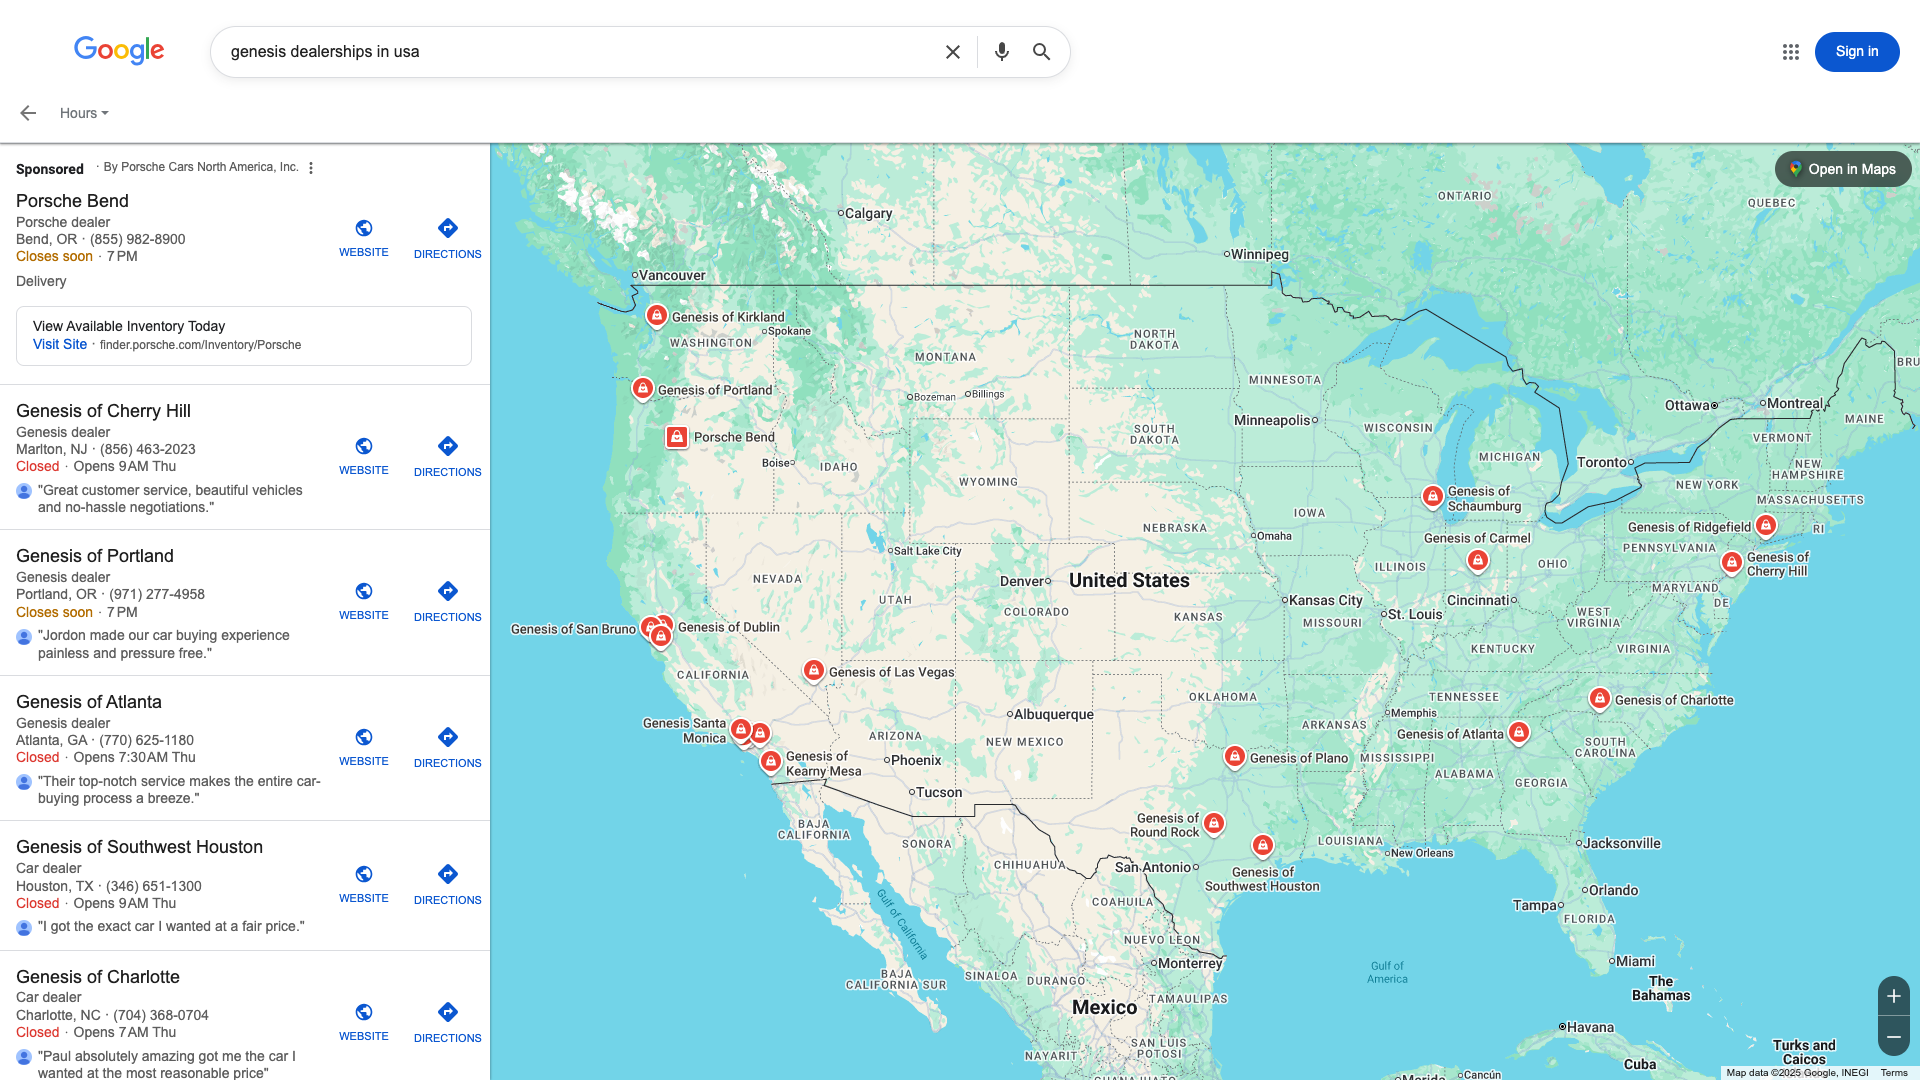 Google
genesis dealerships in usa
Sign in
Hours
Sponsored · By Porsche Cars North America, Inc.
Porsche Bend
Porsche dealer
Bend, OR · (855) 982-8900
Closes soon · 7 PM
Delivery
WEBSITE
DIRECTIONS
View Available Inventory Today
Visit Site · finder.porsche.com/Inventory/Porsche
Genesis of Cherry Hill
Genesis dealer
Marlton, NJ · (856) 463-2023
Closed · Opens 9 AM Thu
"Great customer service, beautiful vehicles
and no-hassle negotiations."
WEBSITE
DIRECTIONS
Genesis of Portland
Genesis dealer
Portland, OR · (971) 277-4958
Closes soon · 7 PM
"Jordon made our car buying experience
painless and pressure free."
WEBSITE
DIRECTIONS
Genesis of Atlanta
Genesis dealer
Atlanta, GA · (770) 625-1180
Closed · Opens 7:30 AM Thu
"Their top-notch service makes the entire car-
buying process a breeze."
WEBSITE
DIRECTIONS
Genesis of Southwest Houston
Car dealer
Houston, TX · (346) 651-1300
Closed · Opens 9 AM Thu
"I got the exact car I wanted at a fair price."
WEBSITE
DIRECTIONS
Genesis of Charlotte
Car dealer
Charlotte, NC · (704) 368-0704
Closed · Opens 7 AM Thu
"Paul absolutely amazing got me the car I
wanted at the most reasonable price"
WEBSITE
DIRECTIONS
Open in Maps
ONTARIO
QUEBEC
Calgary
Winnipeg
Vancouver
Genesis of Kirkland
Spokane
WASHINGTON
NORTH
DAKOTA
MONTANA
BRU
MINNESOTA
Genesis of Portland
Bozeman
Billings
Ottawa
Montreal
MAINE
Minneapolis
WISCONSIN
SOUTH
DAKOTA
Porsche Bend
VERMONT
MICHIGAN
Toronto
Boise
IDAHO
NEW
HAMPSHIRE
WYOMING
NEW YORK
Genesis of
Schaumburg
MASSACHUSETTS
IOWA
NEBRASKA
Genesis of Ridgefield
RI
Omaha
Genesis of Carmel
PENNSYLVANIA
Salt Lake City
Genesis of
Cherry Hill
NEVADA
Denver
United States
ILLINOIS
OHIO
MARYLAND
UTAH
COLORADO
Kansas City
Cincinnati
DE
KANSAS
MISSOURI
St. Louis
WEST
VIRGINIA
Genesis of San Bruno
Genesis of Dublin
KENTUCKY
VIRGINIA
CALIFORNIA
Genesis of Las Vegas
OKLAHOMA
TENNESSEE
Genesis of Charlotte
Albuquerque
Memphis
Genesis Santa
Monica
ARKANSAS
ARIZONA
NEW MEXICO
Genesis of Atlanta
SOUTH
CAROLINA
Genesis of
Kearny Mesa
Phoenix
Genesis of Plano
MISSISSIPPI
ALABAMA
GEORGIA
Tucson
BAJA
CALIFORNIA
Genesis of
Round Rock
SONORA
LOUISIANA
Jacksonville
New Orleans
CHIHUAHUA
San Antonio
Genesis of
Southwest Houston
Orlando
COAHUILA
Tampa
FLORIDA
Gulf of California
NUEVO LEON
Monterrey
Miami
BAJA
CALIFORNIA SUR
SINALOA
DURANGO
Gulf of
America
The
Bahamas
Mexico
TAMAULIPAS
Havana
SAN LUIS
POTOSI
NAYARIT
Turks and
Caicos
Cuba
Cancún
Merida
GUANAJUATO
Map data ©2025 Google, INEGI
Terms